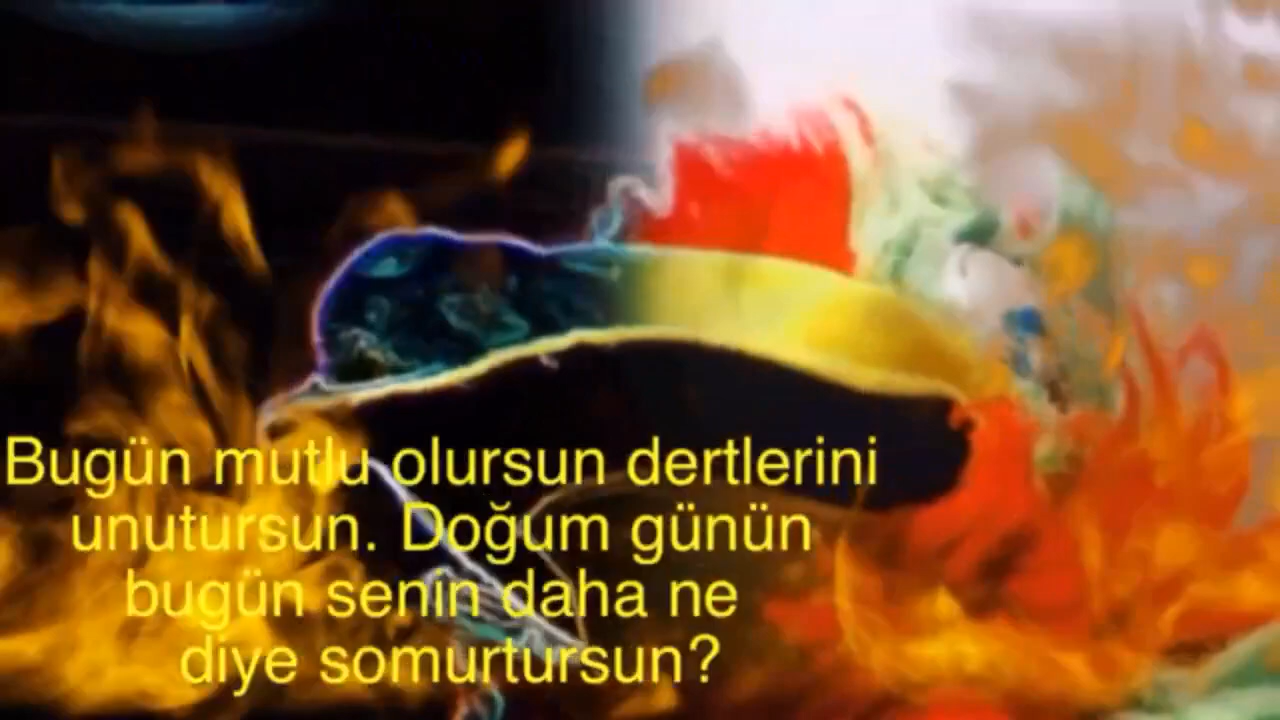 Bugün mutlu olursun dertlerini
unutursun. Doğum günün
bugün senin daha ne
diye somurtursun?